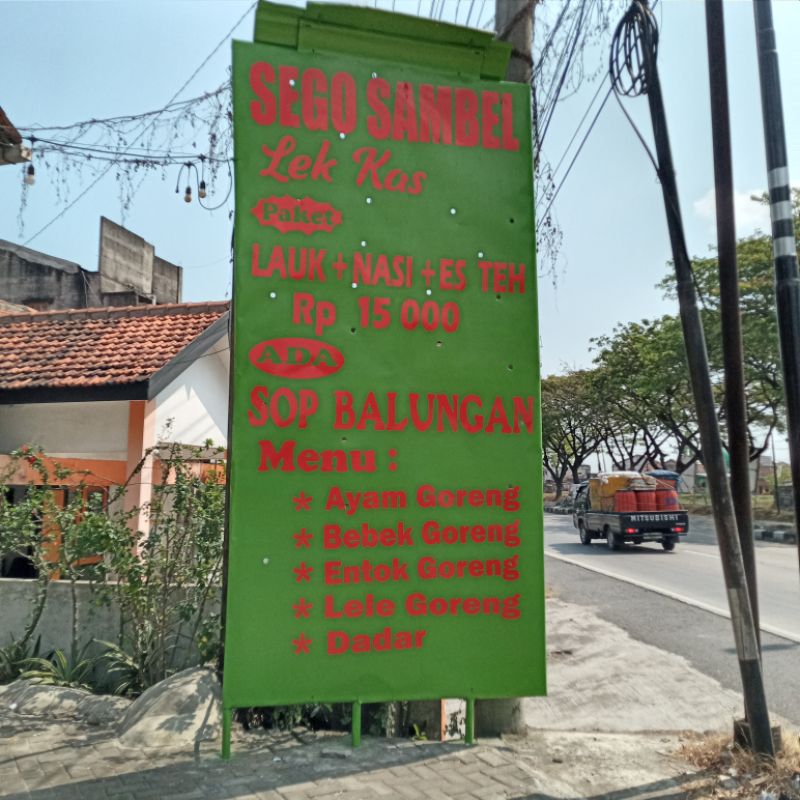 SEGO SAMBEL
Lek Kas
Paket
LAUK + NASI + ES TEH
Rp 15 000
ADA
SOP BALUNGAN
Menu :
* Ayam Goreng
* Bebek Goreng
* Entok Goreng
* Lele Goreng
* Dadar
MITSUBISHI